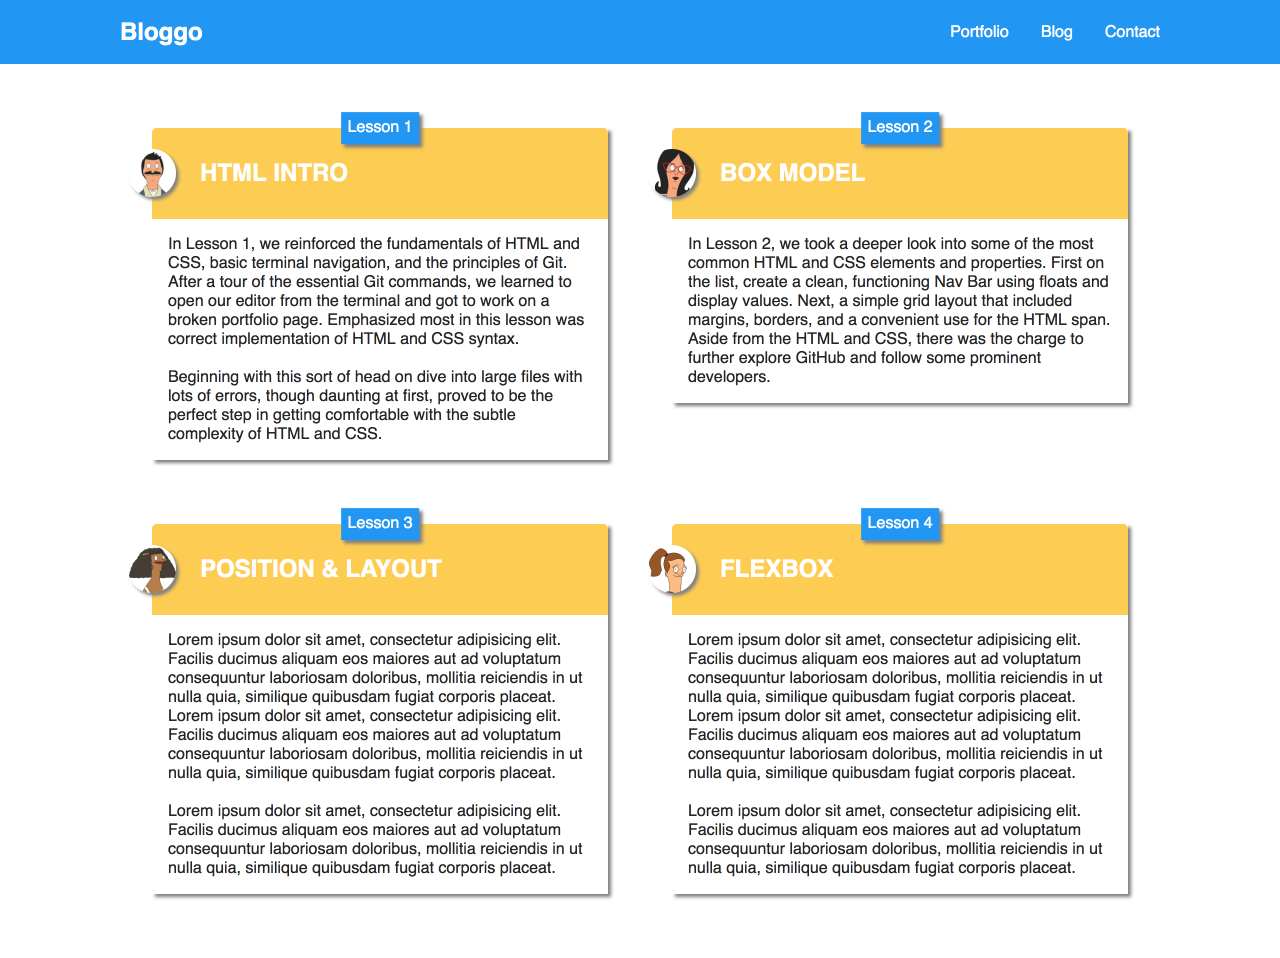 Bloggo
Portfolio Blog Contact
Lesson 1
HTML INTRO
In Lesson 1, we reinforced the fundamentals of HTML and
CSS, basic terminal navigation, and the principles of Git.
After a tour of the essential Git commands, we learned to
open our editor from the terminal and got to work on a
broken portfolio page. Emphasized most in this lesson was
correct implementation of HTML and CSS syntax.
Beginning with this sort of head on dive into large files with
lots of errors, though daunting at first, proved to be the
perfect step in getting comfortable with the subtle
complexity of HTML and CSS.
Lesson 2
BOX MODEL
In Lesson 2, we took a deeper look into some of the most
common HTML and CSS elements and properties. First on
the list, create a clean, functioning Nav Bar using floats and
display values. Next, a simple grid layout that included
margins, borders, and a convenient use for the HTML span.
Aside from the HTML and CSS, there was the charge to
further explore GitHub and follow some prominent
developers.
Lesson 3
POSITION & LAYOUT
Lorem ipsum dolor sit amet, consectetur adipisicing elit.
Facilis ducimus aliquam eos maiores aut ad voluptatum
consequuntur laboriosam doloribus, mollitia reiciendis in ut
nulla quia, similique quibusdam fugiat corporis placeat.
Lorem ipsum dolor sit amet, consectetur adipisicing elit.
Facilis ducimus aliquam eos maiores aut ad voluptatum
consequuntur laboriosam doloribus, mollitia reiciendis in ut
nulla quia, similique quibusdam fugiat corporis placeat.
Lorem ipsum dolor sit amet, consectetur adipisicing elit.
Facilis ducimus aliquam eos maiores aut ad voluptatum
consequuntur laboriosam doloribus, mollitia reiciendis in ut
nulla quia, similique quibusdam fugiat corporis placeat.
Lesson 4
FLEXBOX
Lorem ipsum dolor sit amet, consectetur adipisicing elit.
Facilis ducimus aliquam eos maiores aut ad voluptatum
consequuntur laboriosam doloribus, mollitia reiciendis in ut
nulla quia, similique quibusdam fugiat corporis placeat.
Lorem ipsum dolor sit amet, consectetur adipisicing elit.
Facilis ducimus aliquam eos maiores aut ad voluptatum
consequuntur laboriosam doloribus, mollitia reiciendis in ut
nulla quia, similique quibusdam fugiat corporis placeat.
Lorem ipsum dolor sit amet, consectetur adipisicing elit.
Facilis ducimus aliquam eos maiores aut ad voluptatum
consequuntur laboriosam doloribus, mollitia reiciendis in ut
nulla quia, similique quibusdam fugiat corporis placeat.